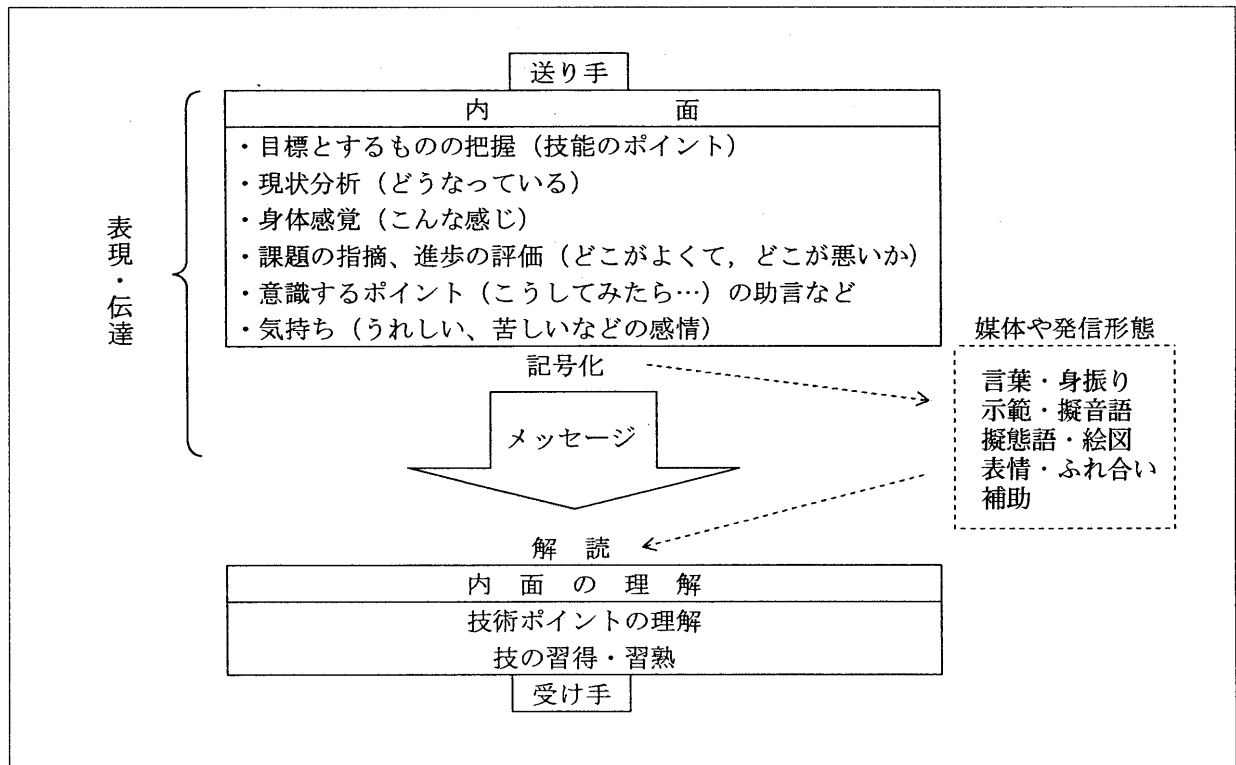 送り手
内 面
・目標とするものの把握（技能のポイント）
・現状分析（どうなっている）
・身体感覚（こんな感じ）
・課題の指摘、進歩の評価（どこがよくて，どこが悪いか）
・意識するポイント（こうしてみたら…）の助言など
・気持ち（うれしい、苦しいなどの感情）
表現・伝達
記号化
媒体や発信形態
言葉・身振り
示範・擬音語
擬態語・絵図
表情・ふれ合い
補助
メッセージ
解 読
内 面 の 理 解
技術ポイントの理解
技の習得・習熟
受け手